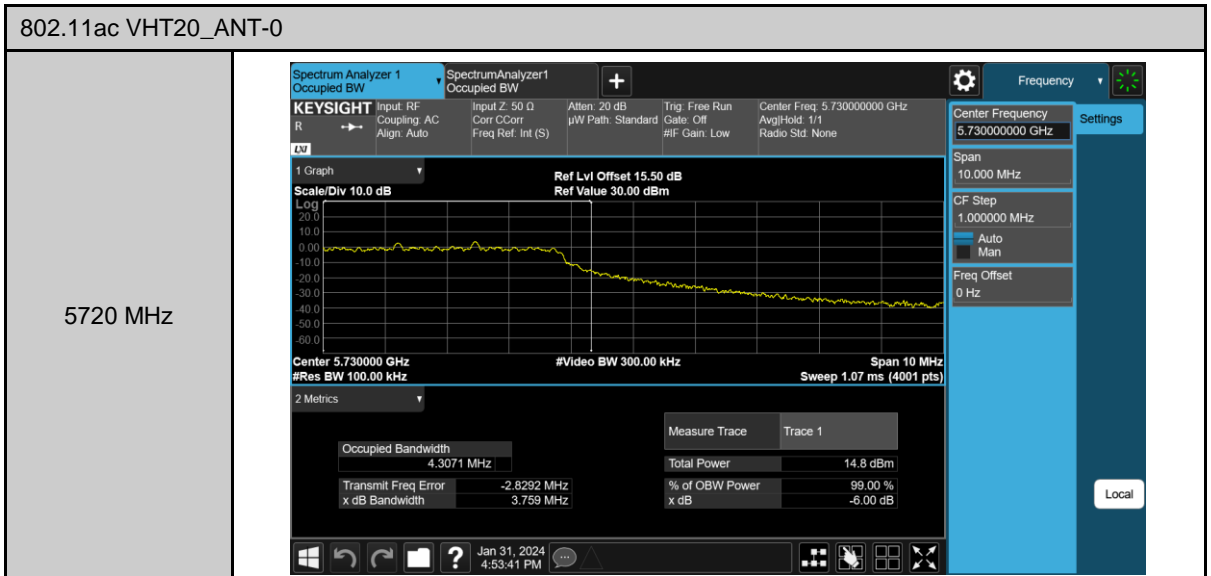 802.11ac VHT20_ANT-0
5720 MHz
Spectrum Analyzer 1
Occupied BW
SpectrumAnalyzer1
Occupied BW
Frequency
KEYSIGHT
R
LXI
Input: RF
Coupling: AC
Align: Auto
Input Z: 50 Ω
Corr CCorr
Freq Ref: Int (S)
Atten: 20 dB
µW Path: Standard
Trig: Free Run
Gate: Off
#IF Gain: Low
Center Freq: 5.730000000 GHz
Avg|Hold: 1/1
Radio Std: None
Center Frequency
5.730000000 GHz
Settings
Span
10.000 MHz
CF Step
1.000000 MHz
Auto
Man
Freq Offset
0 Hz
Local
1 Graph
Scale/Div 10.0 dB
Ref Lvl Offset 15.50 dB
Ref Value 30.00 dBm
Log
20.0
10.0
0.00
-10.0
-20.0
-30.0
-40.0
-50.0
-60.0
Center 5.730000 GHz
#Video BW 300.00 kHz
Span 10 MHz
#Res BW 100.00 kHz
Sweep 1.07 ms (4001 pts)
2 Metrics
Measure Trace Trace 1
Occupied Bandwidth
4.3071 MHz
Total Power 14.8 dBm
Transmit Freq Error -2.8292 MHz
% of OBW Power 99.00 %
x dB Bandwidth 3.759 MHz
x dB -6.00 dB
?
Jan 31, 2024
4:53:41 PM